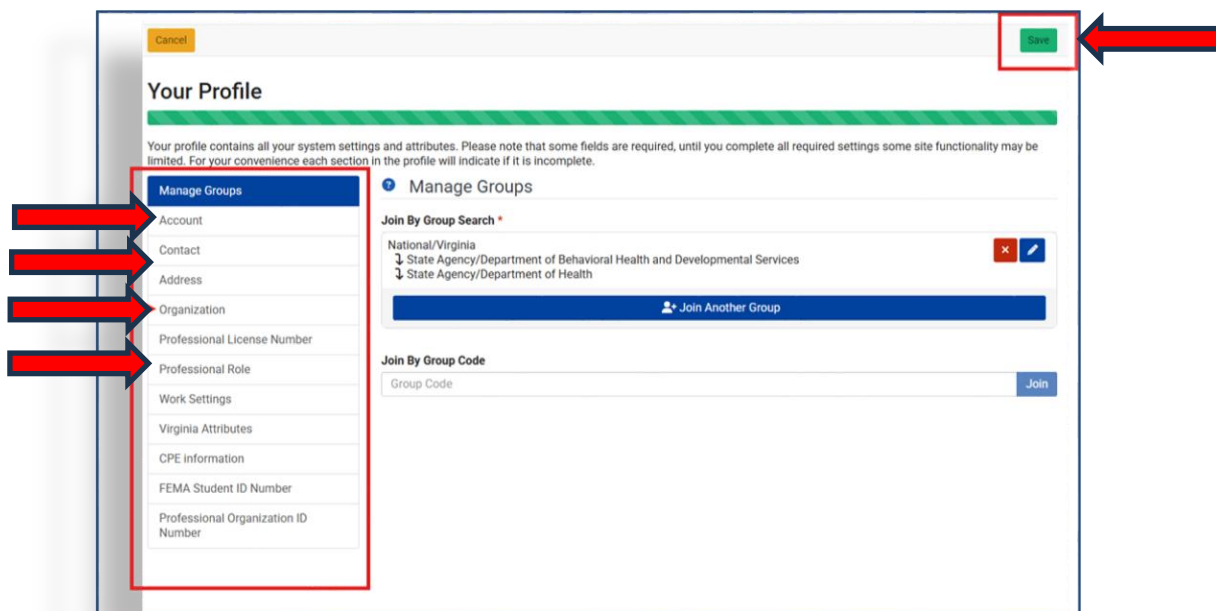 Cancel
Save
Your Profile
Your profile contains all your system settings and attributes. Please note that some fields are required, until you complete all required settings some site functionality may be
limited. For your convenience each section in the profile will indicate if it is incomplete.
Manage Groups
Account
Contact
Address
Organization
Professional License Number
Professional Role
Work Settings
Virginia Attributes
CPE information
FEMA Student ID Number
Professional Organization ID
Number
? Manage Groups
Join By Group Search *
National/Virginia
State Agency/Department of Behavioral Health and Developmental Services
State Agency/Department of Health
Join Another Group
Join By Group Code
Group Code
Join